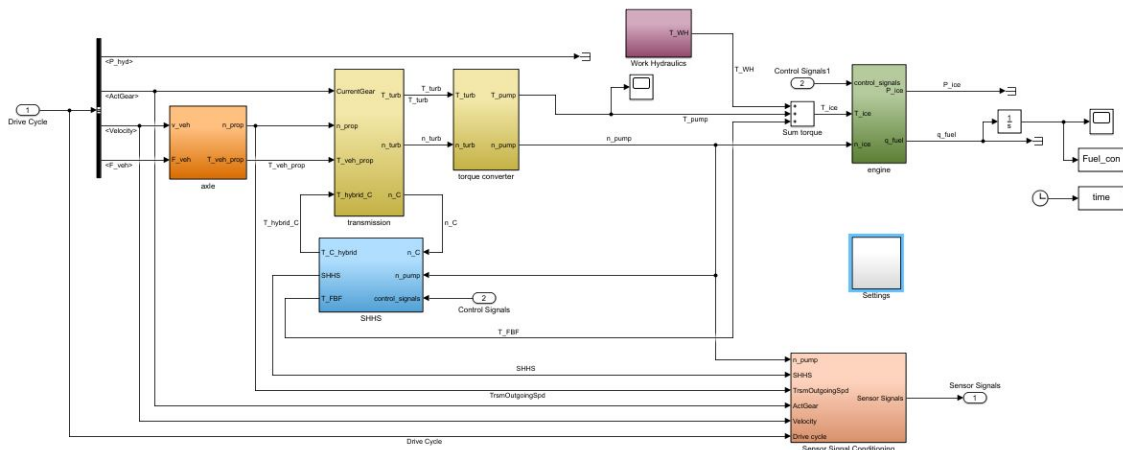 1
Drive Cycle
<P_hyd>
<ActGear>
<Velocity>
<F_veh>
v_veh
n_prop
F_veh
T_veh_prop
axle
T_veh_prop
CurrentGear
T_turb
n_prop
n_turb
T_veh_prop
T_hybrid_C
n_C
transmission
T_turb
T_turb
n_turb
T_turb
T_pump
n_turb
n_pump
torque converter
T_WH
Work Hydraulics
T_WH
T_pump
n_pump
Control Signals1
2
Sum torque
T_ice
control_signals
P_ice
T_ice
q_fuel
n_ice
engine
P_ice
q_fuel
1
s
Fuel_con
time
T_hybrid_C
n_C
T_C_hybrid
n_C
SHHS
n_pump
T_FBF
control_signals
SHHS
2
Control Signals
T_FBF
Settings
SHHS
TrsmOutgoingSpd
Drive Cycle
n_pump
SHHS
TrsmOutgoingSpd
Sensor Signals
ActGear
Velocity
Drive cycle
Sensor Signal Conditioning
Sensor Signals
1